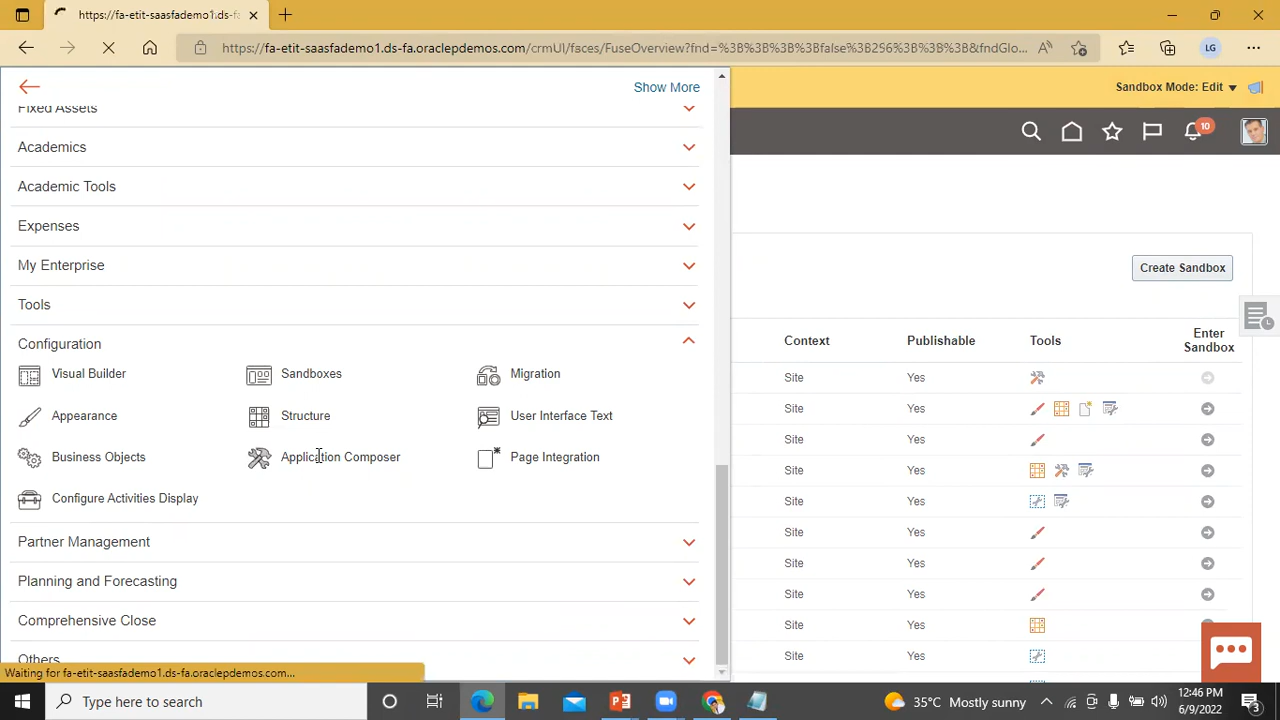 https://fa-etit-saasfademo1.ds-fa.
https://fa-etit-saasfademo1.ds-fa.oraclepdemos.com/crmUI/faces/FuseOverview?fnd=%3B%3B%3B%3Bfalse%3B256%3B%3B%3B&fndGlo...
LG
Show More
Sandbox Mode: Edit
Fixed Assets
10
Academics
Academic Tools
Expenses
My Enterprise
Create Sandbox
Tools
Context
Publishable
Tools
Enter
Sandbox
Configuration
Visual Builder
Sandboxes
Migration
Site Yes
Appearance
Structure
User Interface Text
Site Yes
Site Yes
Business Objects
Application Composer
Page Integration
Site Yes
Configure Activities Display
Site Yes
Partner Management
Site Yes
Site Yes
Planning and Forecasting
Site Yes
Comprehensive Close
Site Yes
Others
Site Yes
Waiting for fa-etit-saasfademo1.ds-fa.oraclepdemos.com...
Type here to search
35°C Mostly sunny
12:46 PM
6/9/2022
3